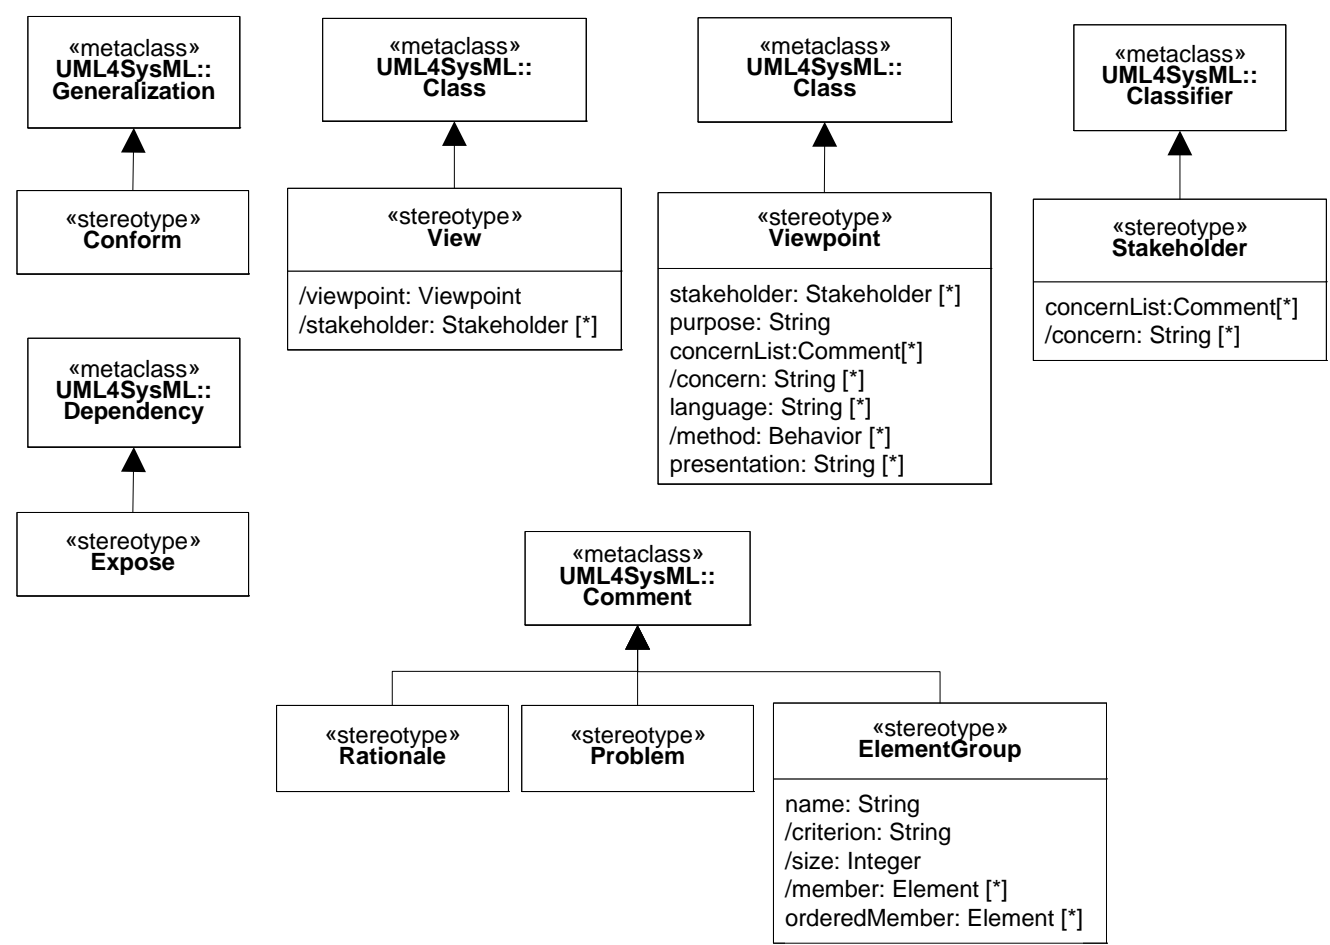 «metaclass»
UML4SysML::
Generalization
«stereotype»
Conform
«metaclass»
UML4SysML::
Class
«stereotype»
View
/viewpoint: Viewpoint
/stakeholder: Stakeholder [*]
«metaclass»
UML4SysML::
Class
«stereotype»
Viewpoint
stakeholder: Stakeholder [*]
purpose: String
concernList:Comment[*]
/concern: String [*]
language: String [*]
/method: Behavior [*]
presentation: String [*]
«metaclass»
UML4SysML::
Classifier
«stereotype»
Stakeholder
concernList:Comment[*]
/concern: String [*]
«metaclass»
UML4SysML::
Dependency
«stereotype»
Expose
«metaclass»
UML4SysML::
Comment
«stereotype»
Rationale
«stereotype»
Problem
«stereotype»
ElementGroup
name: String
/criterion: String
/size: Integer
/member: Element [*]
orderedMember: Element [*]